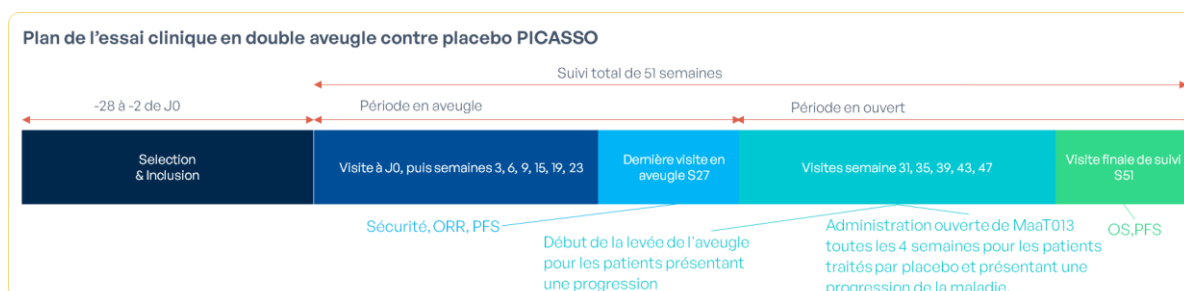 Plan de l'essai clinique en double aveugle contre placebo PICASSO
Suivi total de 51 semaines
-28 à -2 de J0
Période en aveugle
Période en ouvert
Selection
& Inclusion
Visite à J0, puis semaines 3, 6, 9, 15, 19, 23
Dernière visite en
aveugle S27
Visites semaine 31, 35, 39, 43, 47
Visite finale de suivi
S51
Sécurité, ORR, PFS
Début de la levée de l'aveugle
pour les patients présentant
une progression
Administration ouverte de MaaT013
toutes les 4 semaines pour les patients
traités par placebo et présentant une
progression de la maladie.
OS,PFS